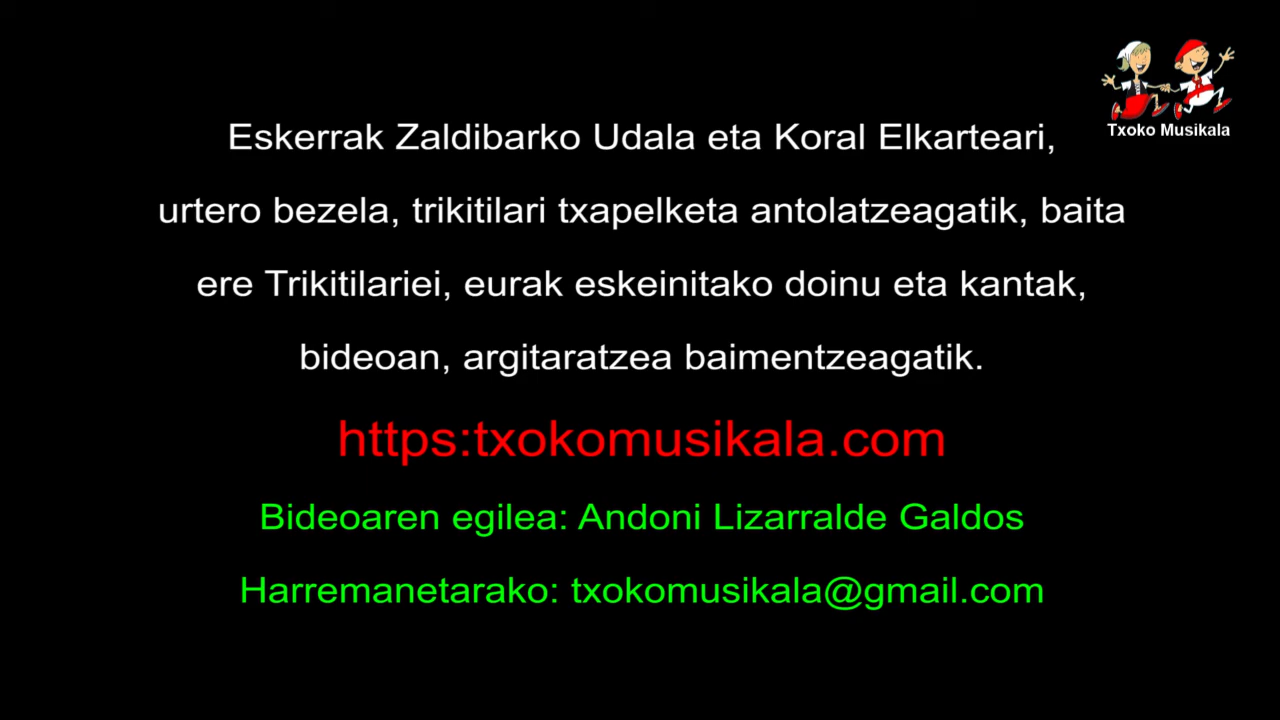 Txoko Musikala
Eskerrak Zaldibarko Udala eta Koral Elkarteari,
urtero bezela, trikitilari txapelketa antolatzeagatik, baita
ere Trikitilariei, eurak eskeinitako doinu eta kantak,
bideoan, argitaratzea baimentzeagatik.
https:txokomusikala.com
Bideoaren egilea: Andoni Lizarralde Galdos
Harremanetarako: txokomusikala@gmail.com